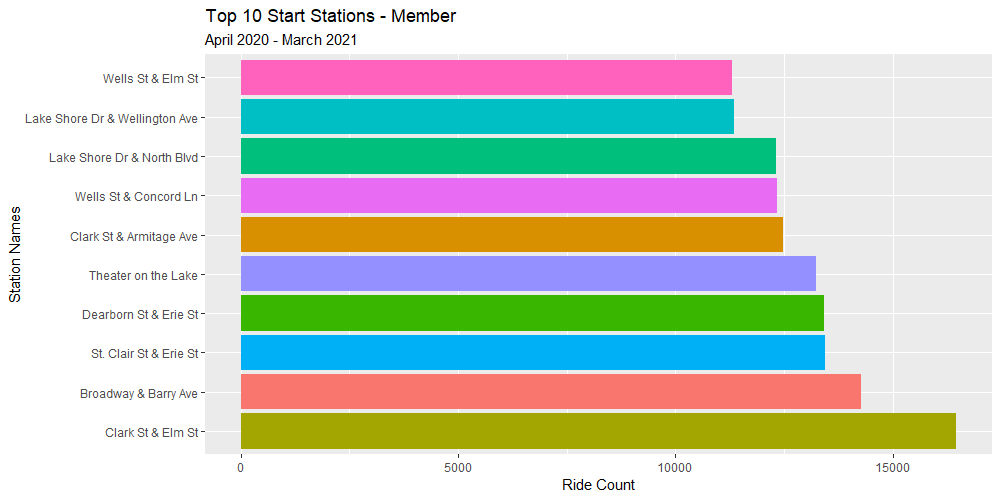 Top 10 Start Stations - Member
April 2020 - March 2021
Station Names
Wells St & Elm St
Lake Shore Dr & Wellington Ave
Lake Shore Dr & North Blvd
Wells St & Concord Ln
Clark St & Armitage Ave
Theater on the Lake
Dearborn St & Erie St
St. Clair St & Erie St
Broadway & Barry Ave
Clark St & Elm St
0 5000 10000 15000
Ride Count